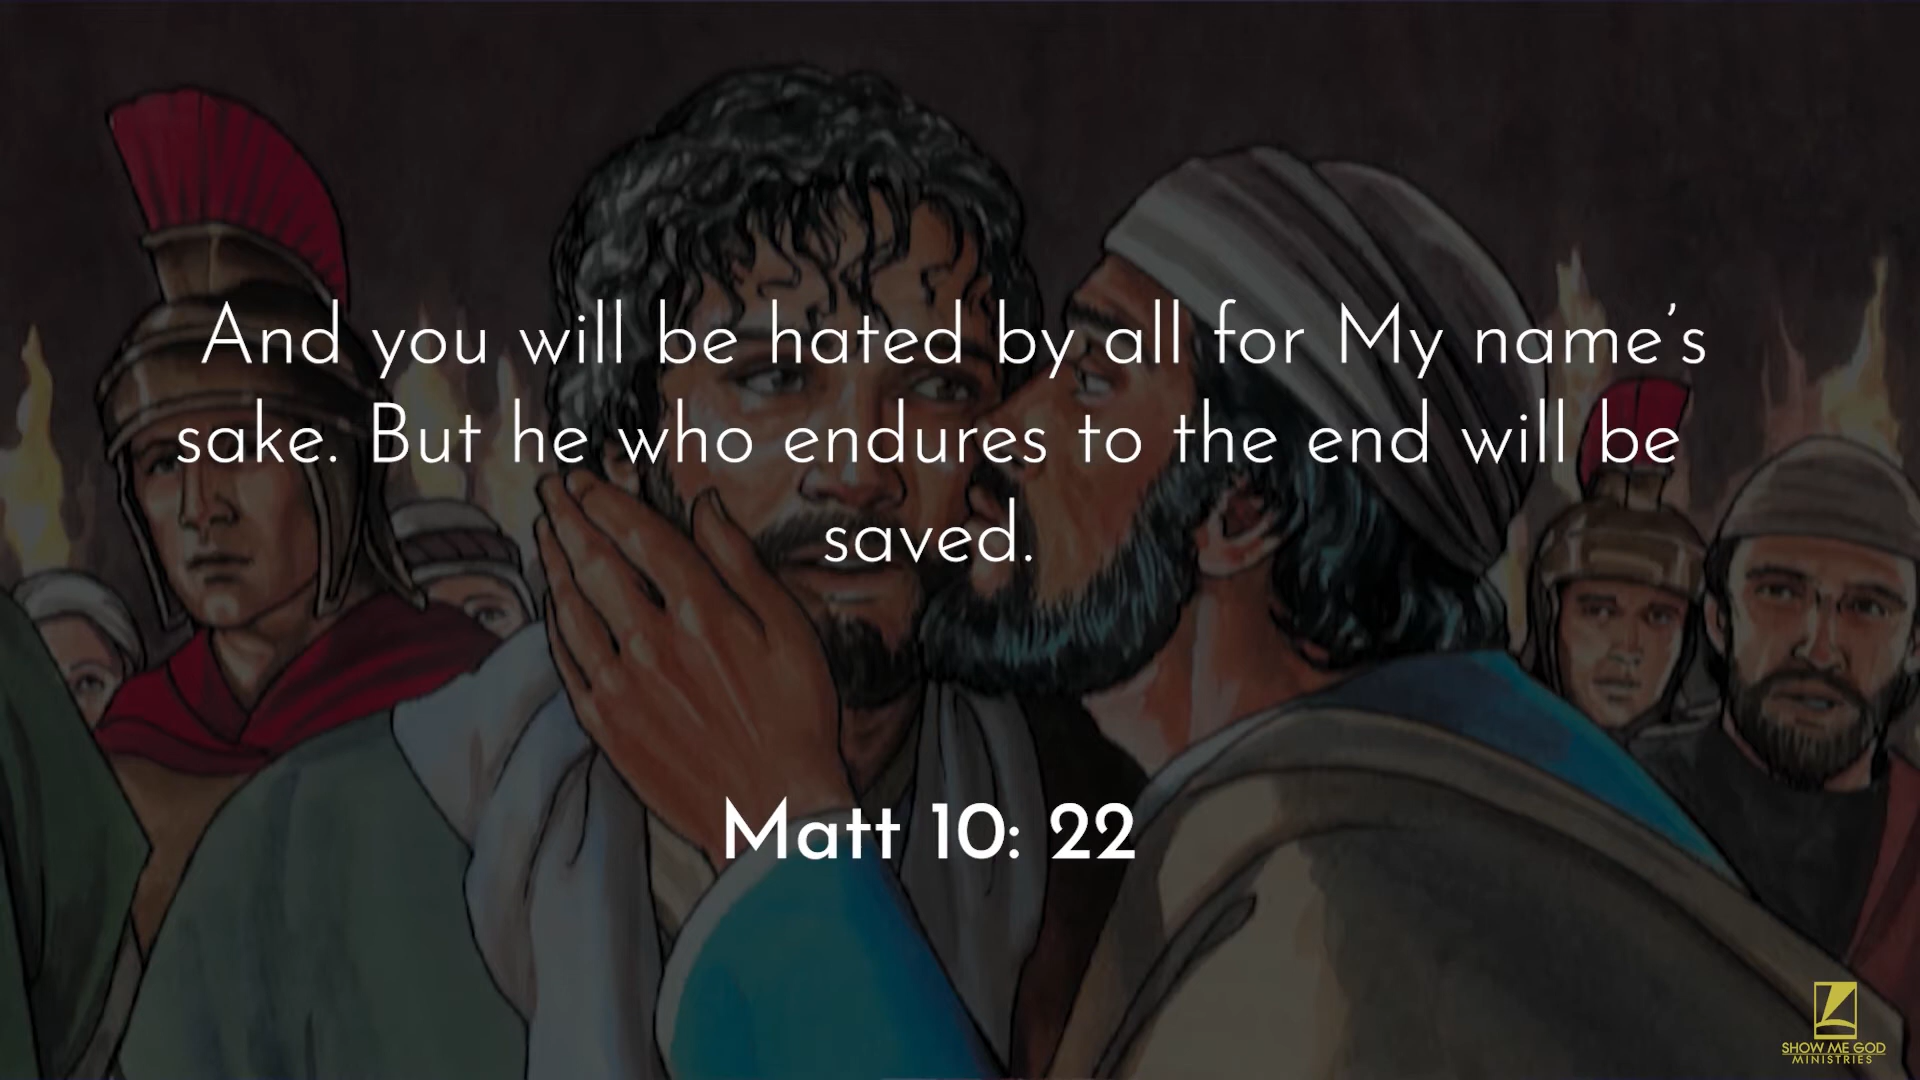 And you will be hated by all for My name’s
sake. But he who endures to the end will be
saved.
Matt 10: 22
SHOW ME GOD
MINISTRIES